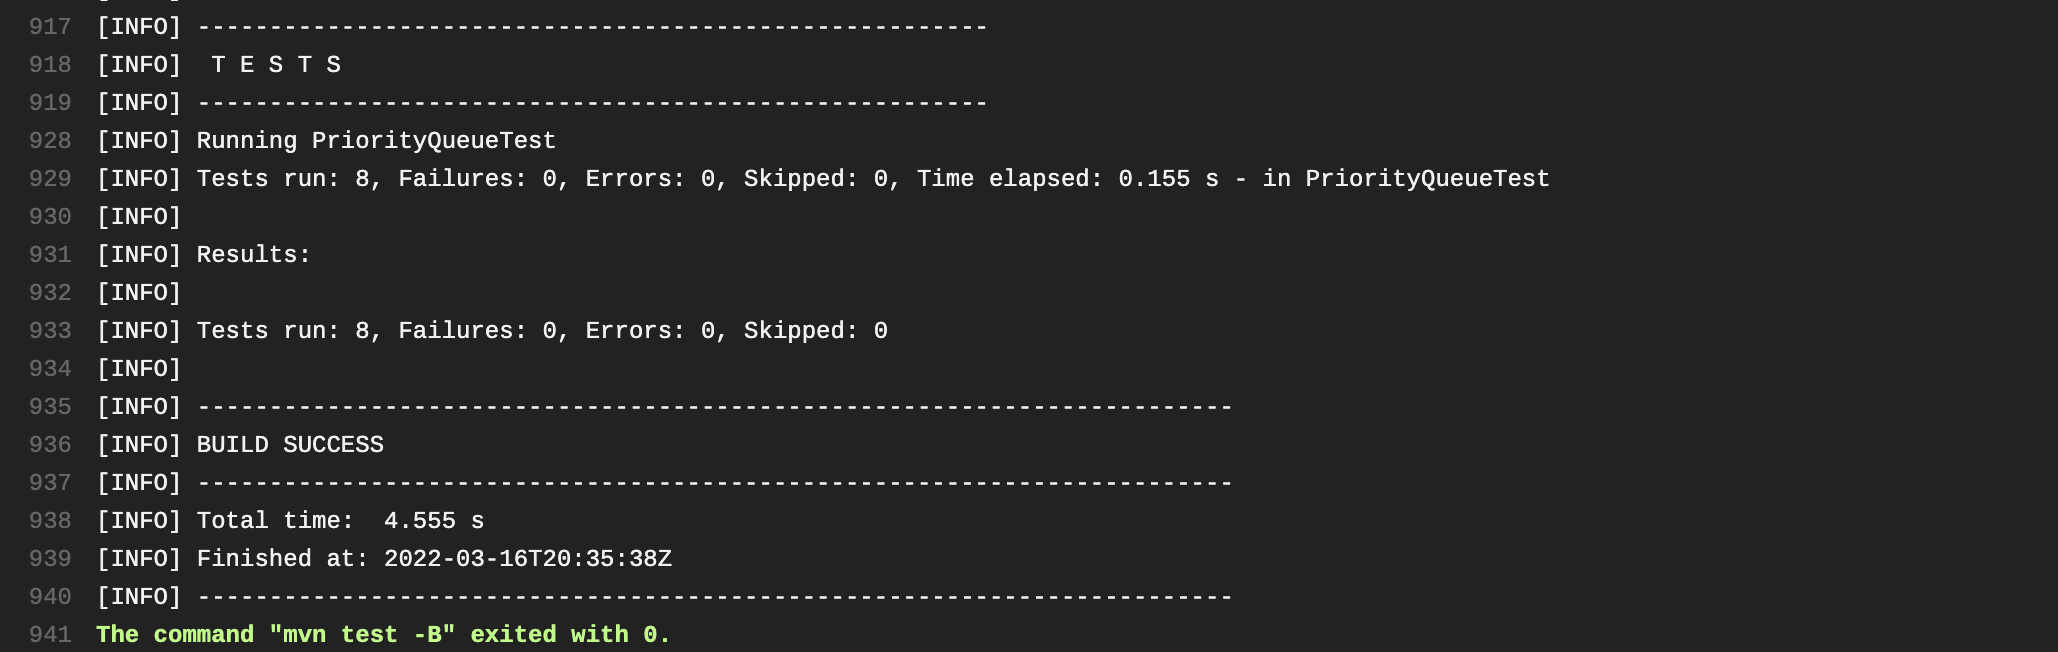 917 [INFO] -------------------------------------------------------
918 [INFO]  T E S T S
919 [INFO] -------------------------------------------------------
928 [INFO] Running PriorityQueueTest
929 [INFO] Tests run: 8, Failures: 0, Errors: 0, Skipped: 0, Time elapsed: 0.155 s - in PriorityQueueTest
930 [INFO]
931 [INFO] Results:
932 [INFO]
933 [INFO] Tests run: 8, Failures: 0, Errors: 0, Skipped: 0
934 [INFO]
935 [INFO] ------------------------------------------------------------------------
936 [INFO] BUILD SUCCESS
937 [INFO] ------------------------------------------------------------------------
938 [INFO] Total time:  4.555 s
939 [INFO] Finished at: 2022-03-16T20:35:38Z
940 [INFO] ------------------------------------------------------------------------
941 The command "mvn test -B" exited with 0.